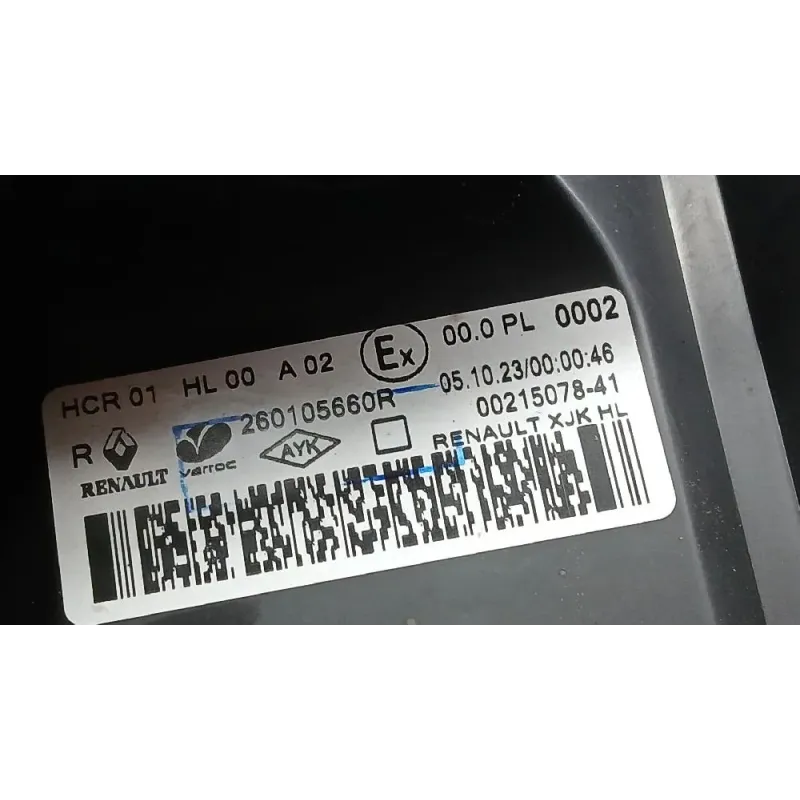 HCR 01 HL 00 A 02 Ex 00.0 PL 0002
260105660R 05.10.23/00:00:46
R RENAULT varroc AYK 00215078-41
RENAULT XJK HL